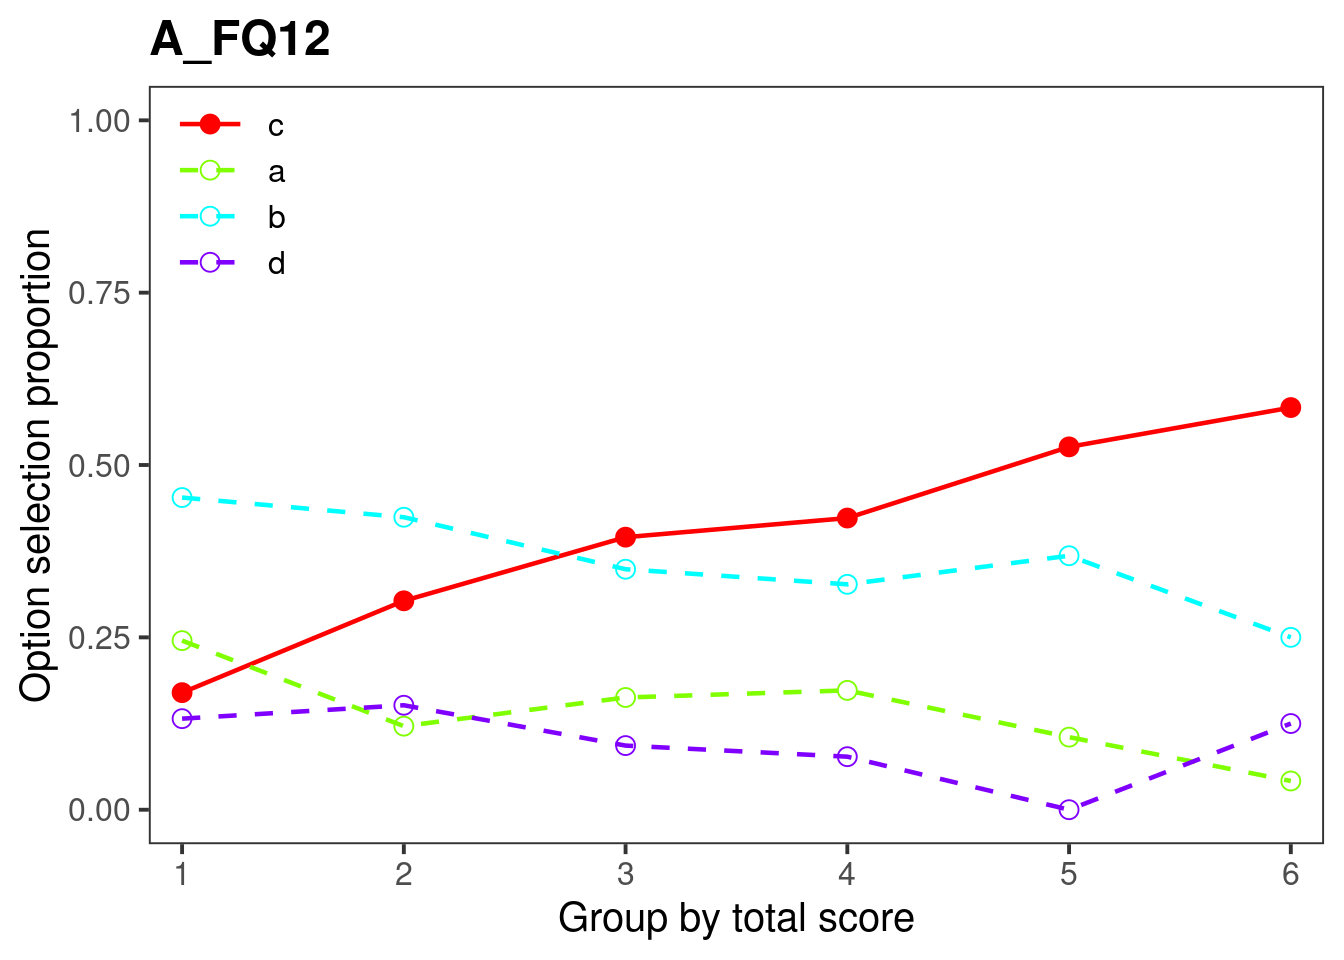 A_FQ12
c
a
b
d
1.00
0.75
0.50
0.25
0.00
Option selection proportion
1 2 3 4 5 6
Group by total score